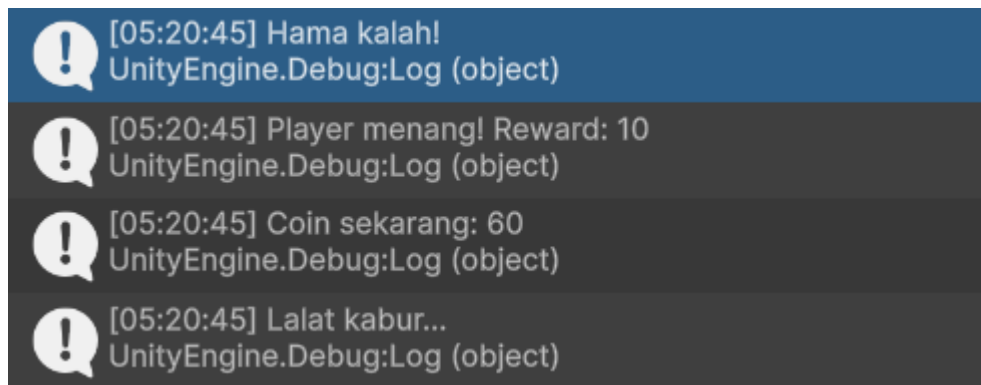 [05:20:45] Hama kalah!
UnityEngine.Debug:Log (object)
[05:20:45] Player menang! Reward: 10
UnityEngine.Debug:Log (object)
[05:20:45] Coin sekarang: 60
UnityEngine.Debug:Log (object)
[05:20:45] Lalat kabur...
UnityEngine.Debug:Log (object)